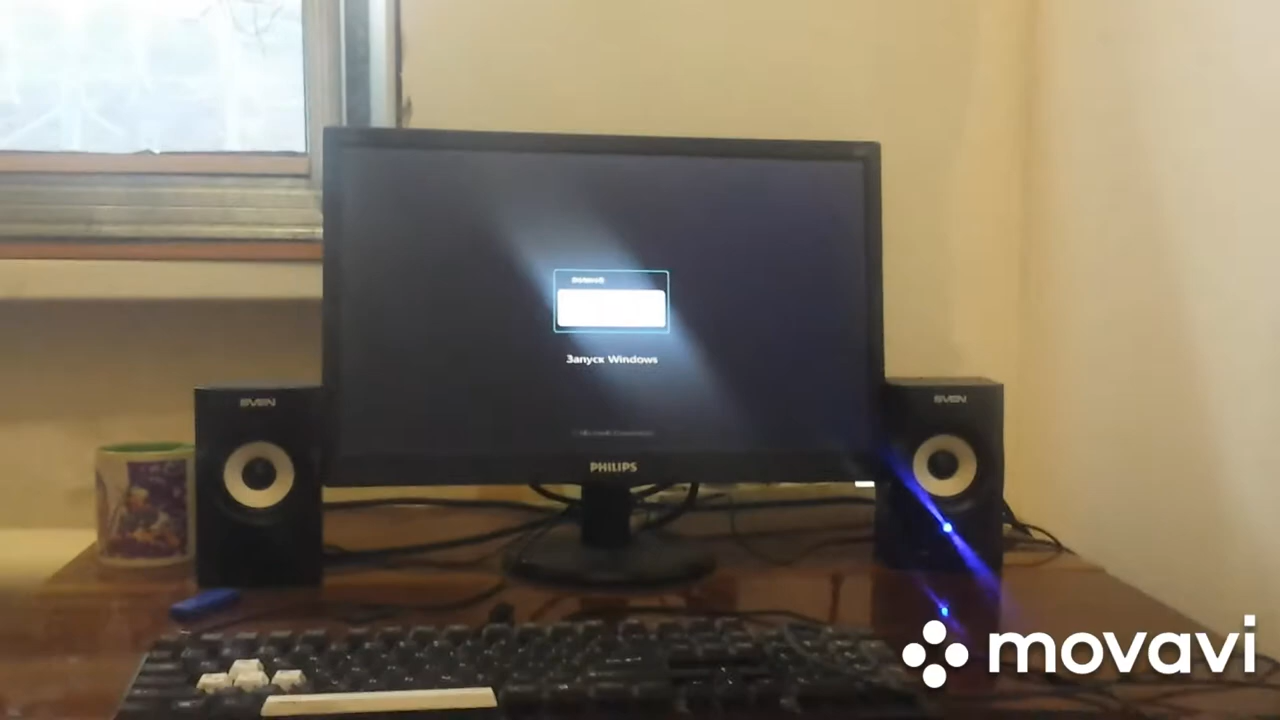 Запуск Windows
PHILIPS
SVEN
SVEN
movavi